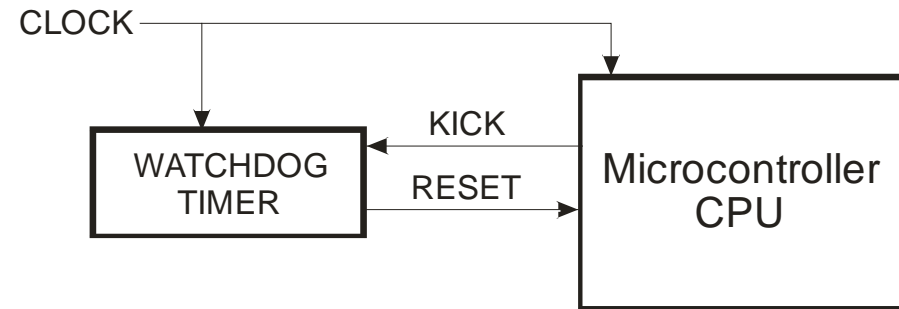 CLOCK
KICK
WATCHDOG
TIMER
RESET
Microcontroller
CPU